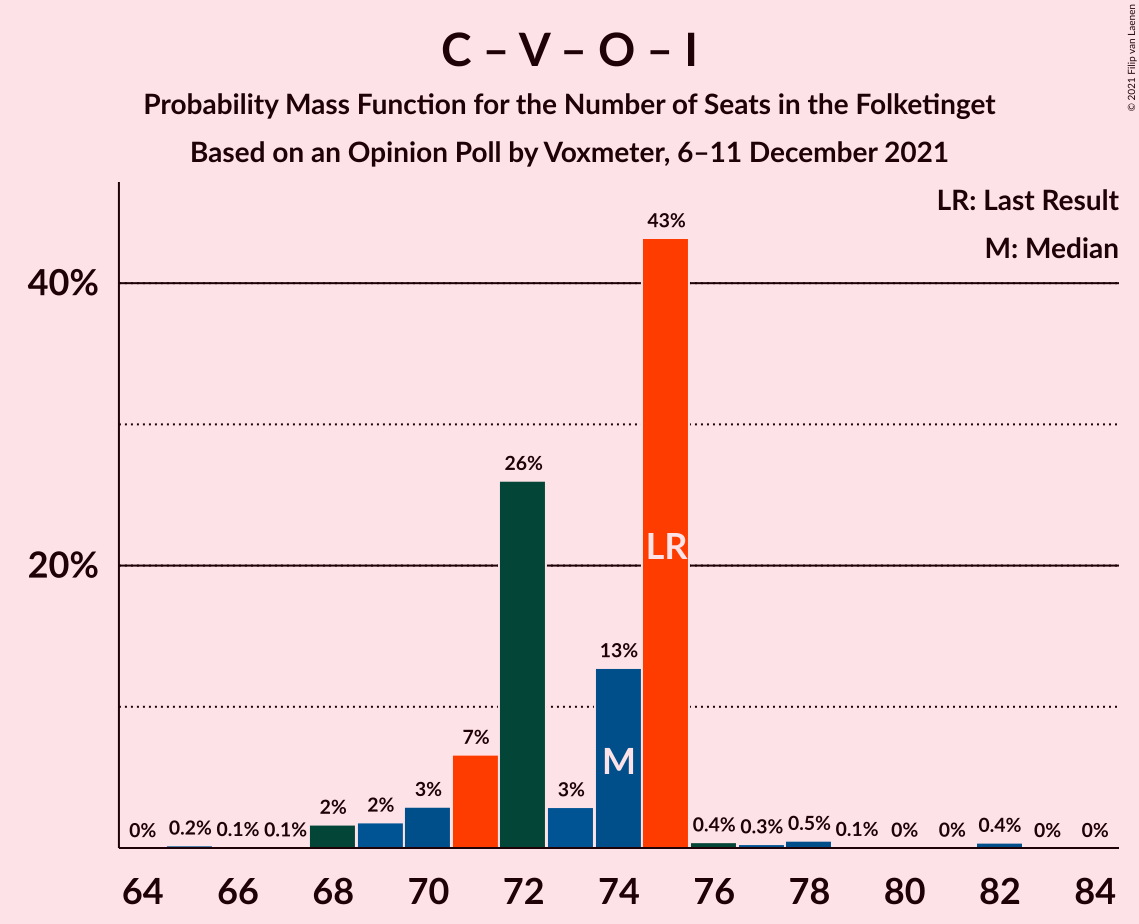 C – V – O – I
Probability Mass Function for the Number of Seats in the Folketinget
Based on an Opinion Poll by Voxmeter, 6–11 December 2021
© 2021 Filip van Laenen
LR: Last Result
M: Median
43%
40%
26%
LR
20%
13%
M
7%
3%
3%
2%
2%
0%
0.2%
0.1%
0.1%
0.4%
0.3%
0.5%
0.1%
0%
0%
0.4%
0%
0%
64 66 68 70 72 74 76 78 80 82 84